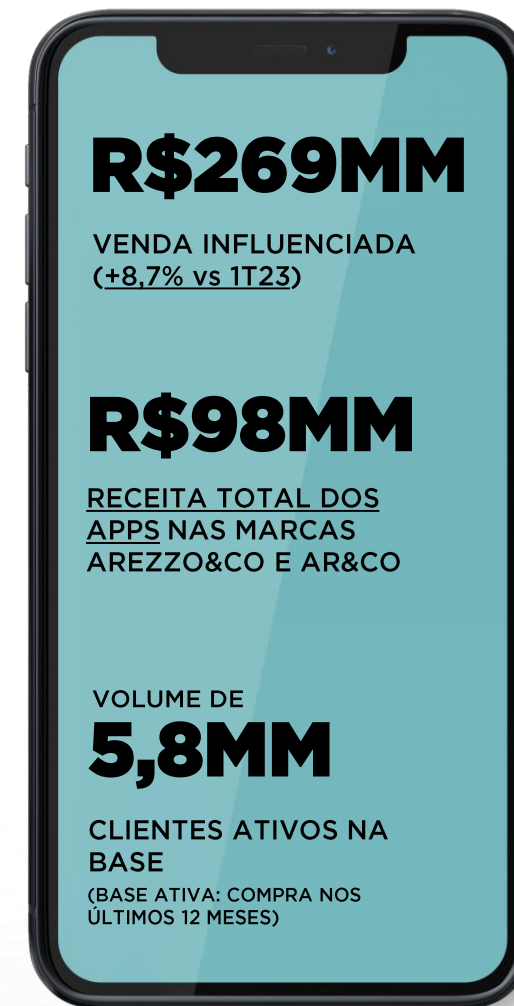 R$269MM
VENDA INFLUENCIADA
(+8,7% vs 1T23)
R$98MM
RECEITA TOTAL DOS
APPS NAS MARCAS
AREZZO&CO E AR&CO
VOLUME DE
5,8MM
CLIENTES ATIVOS NA
BASE
(BASE ATIVA: COMPRA NOS
ÚLTIMOS 12 MESES)